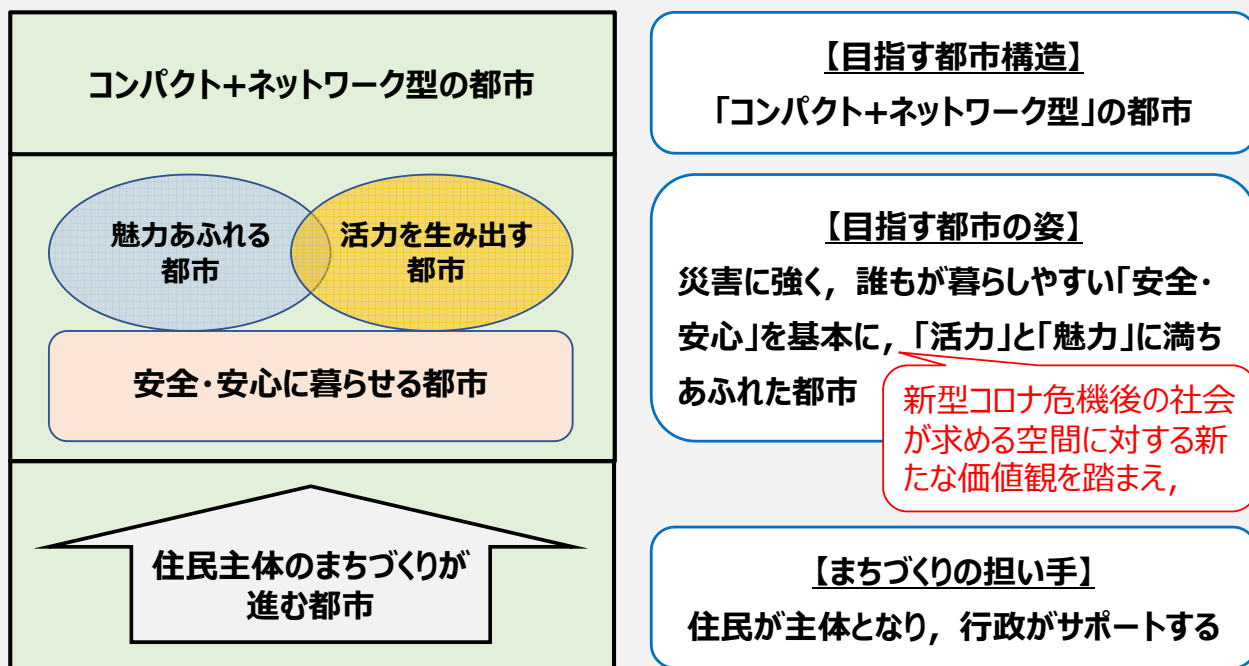 コンパクト+ネットワーク型の都市
魅力あふれる
都市
活力を生み出す
都市
安全・安心に暮らせる都市
住民主体のまちづくりが
進む都市
【目指す都市構造】
「コンパクト+ネットワーク型」の都市
【目指す都市の姿】
災害に強く，誰もが暮らしやすい「安全・
安心」を基本に，「活力」と「魅力」に満ち
あふれた都市
新型コロナ危機後の社会
が求める空間に対する新
たな価値観を踏まえ，
【まちづくりの担い手】
住民が主体となり，行政がサポートする